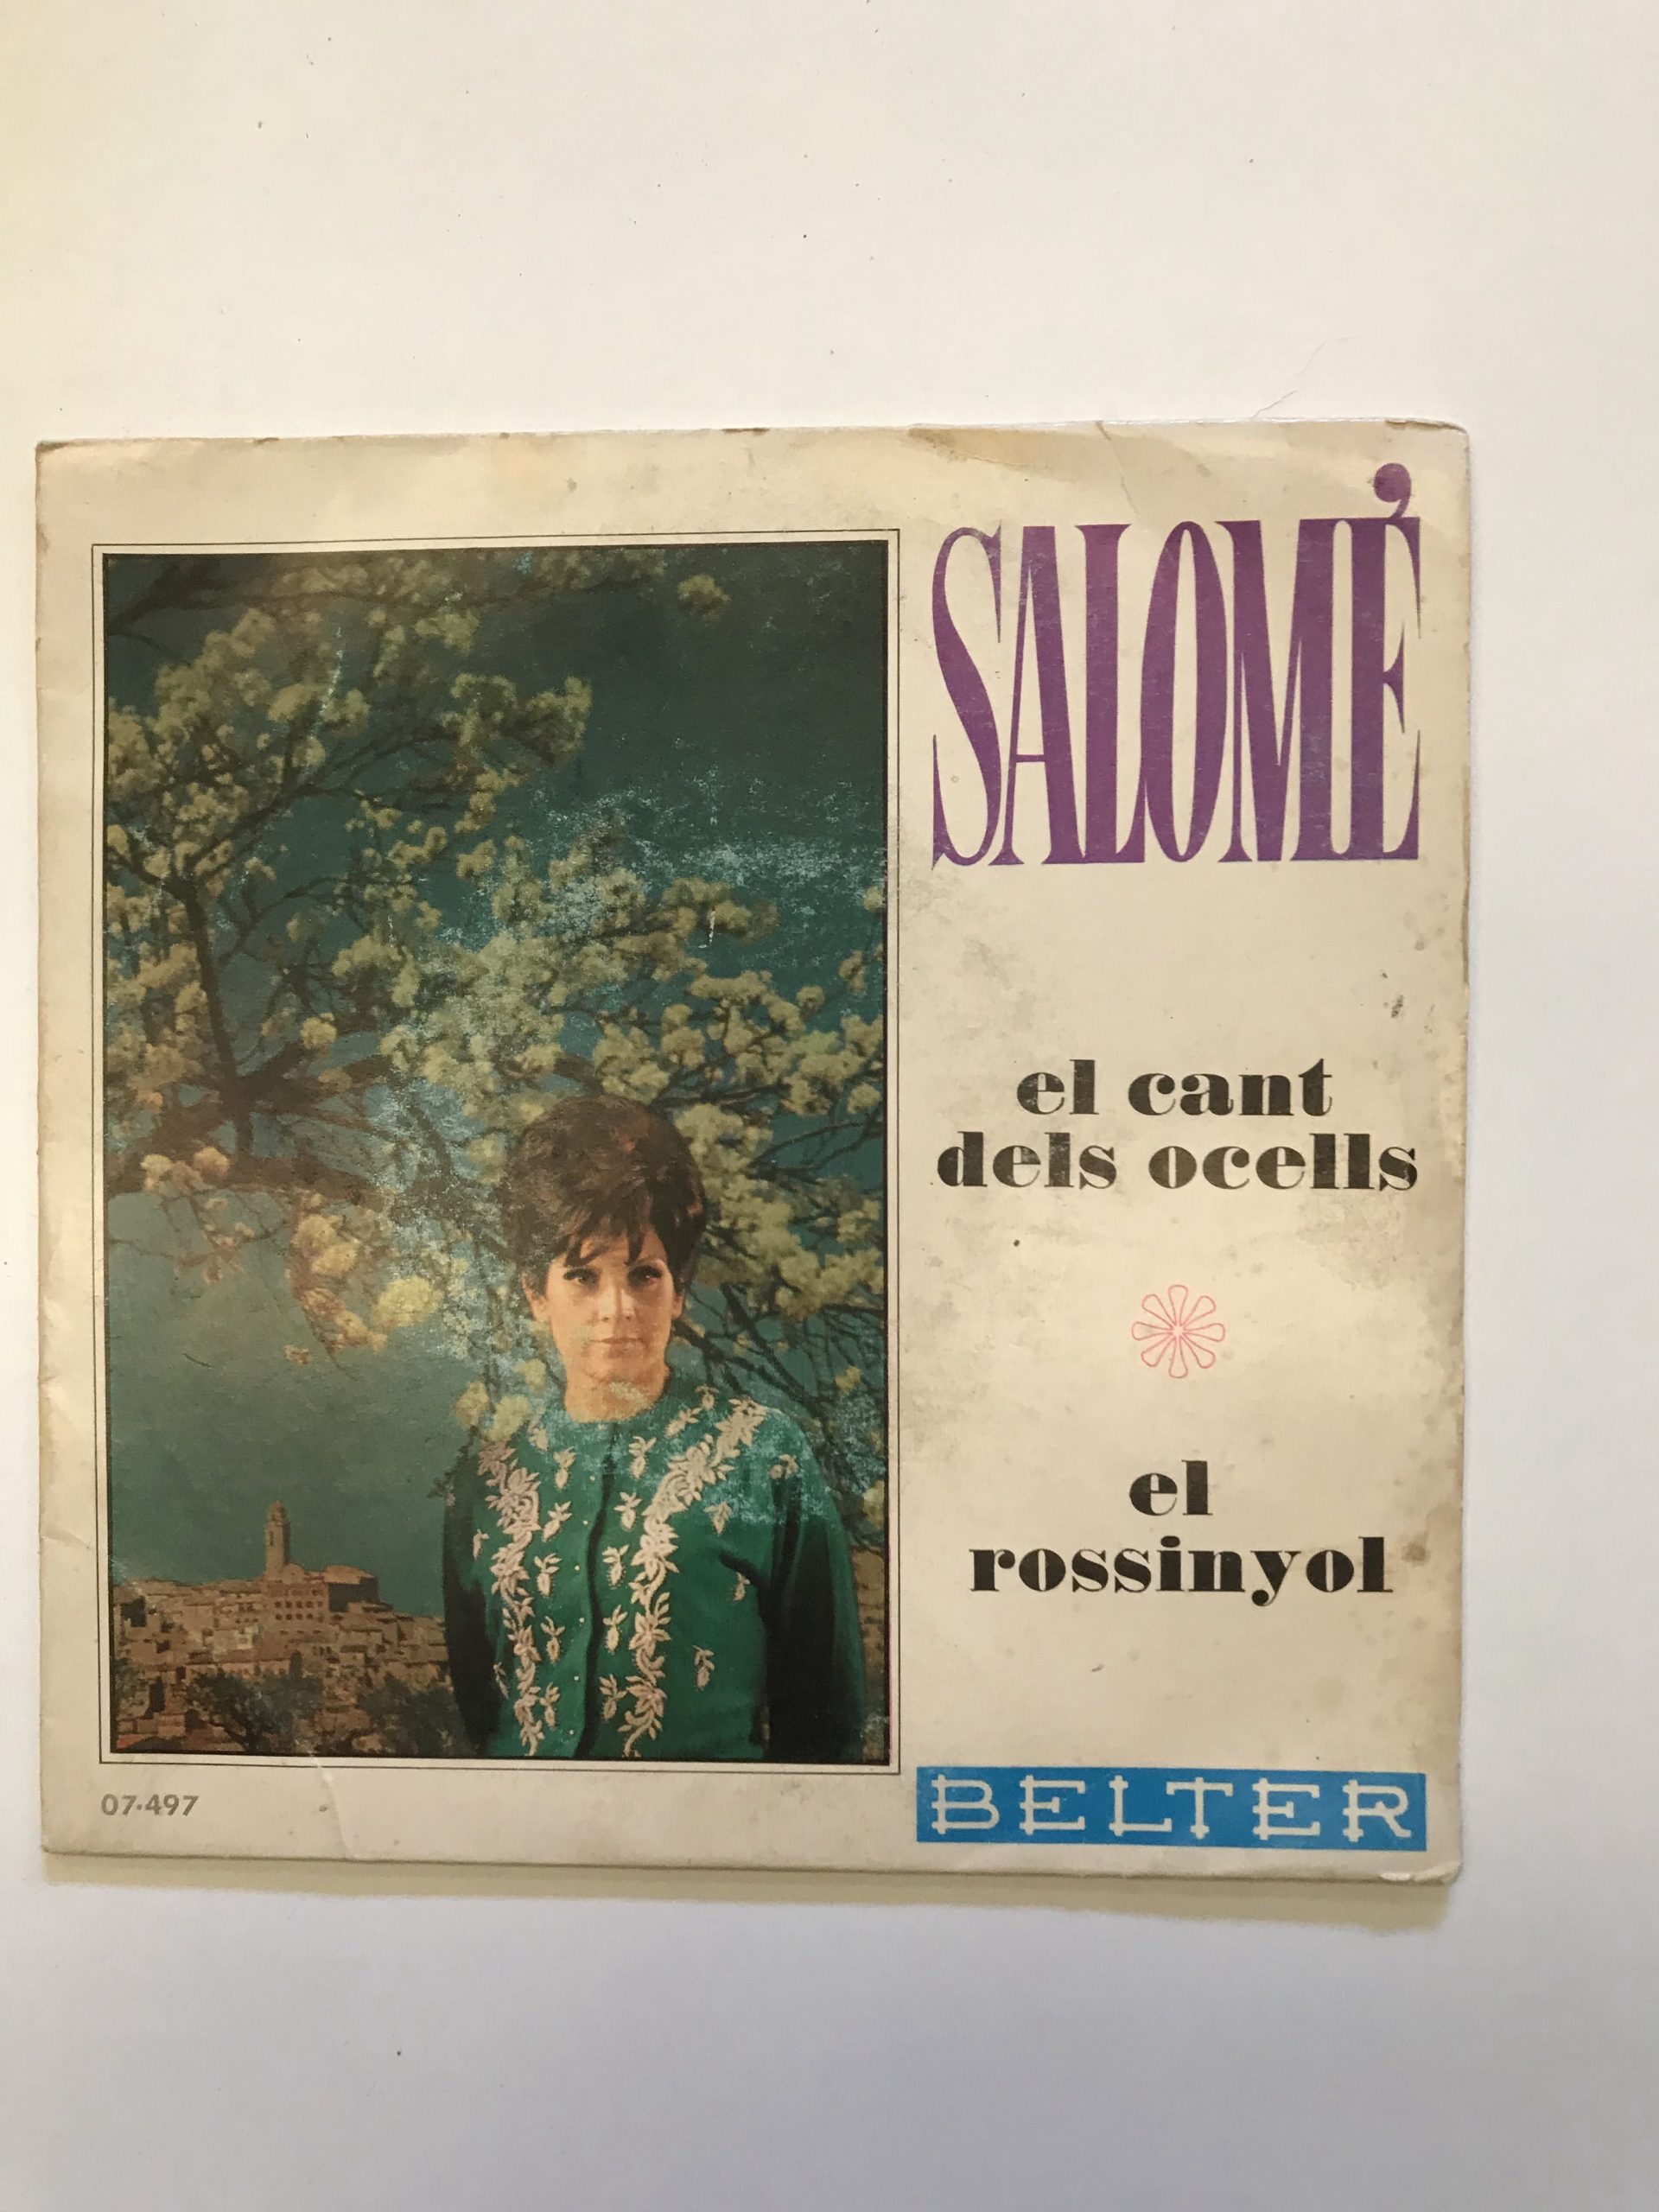 SALOMÉ
el cant
dels ocells
el
rossinyol
07-497
BELTER